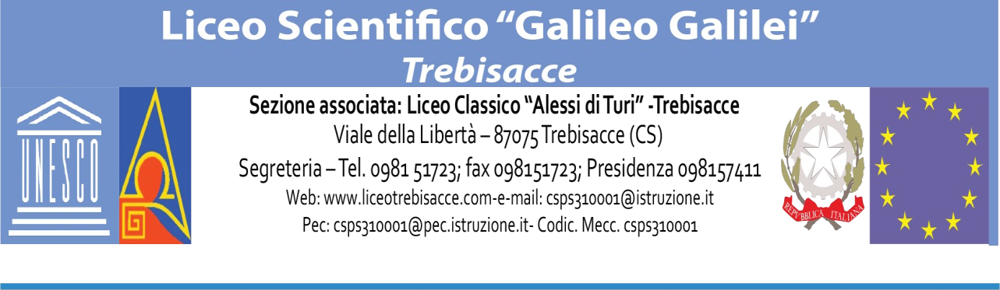 Liceo Scientifico “Galileo Galilei”
Trebisacce
Sezione associata: Liceo Classico “Alessi di Turi” -Trebisacce
Viale della Libertà – 87075 Trebisacce (CS)
Segreteria – Tel. 0981 51723; fax 098151723; Presidenza 098157411
Web: www.liceotrebisacce.com-e-mail: csps310001@istruzione.it
Pec: csps310001@pec.istruzione.it- Codic. Mecc. csps310001
UNESCO
REPVBBLICA ITALIANA